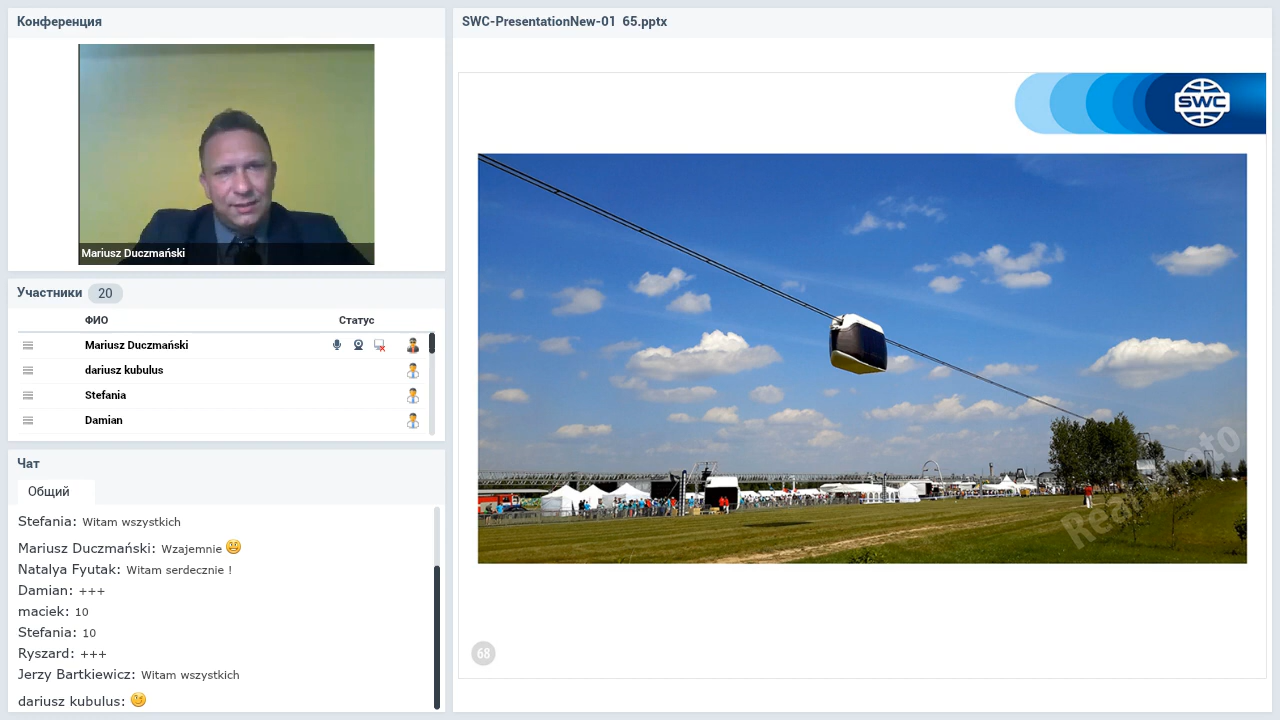 Конференция
Mariusz Duczmański
Участники 20
ФИО Статус
Mariusz Duczmański
dariusz kubulus
Stefania
Damian
Чат
Общий
Stefania: Witam wszystkich
Mariusz Duczmański: Wzajemnie
Natalya Fyutak: Witam serdecznie !
Damian: +++
maciek: 10
Stefania: 10
Ryszard: +++
Jerzy Bartkiewicz: Witam wszystkich
dariusz kubulus:
SWC-PresentationNew-01 65.pptx
SWC
Real photo
68